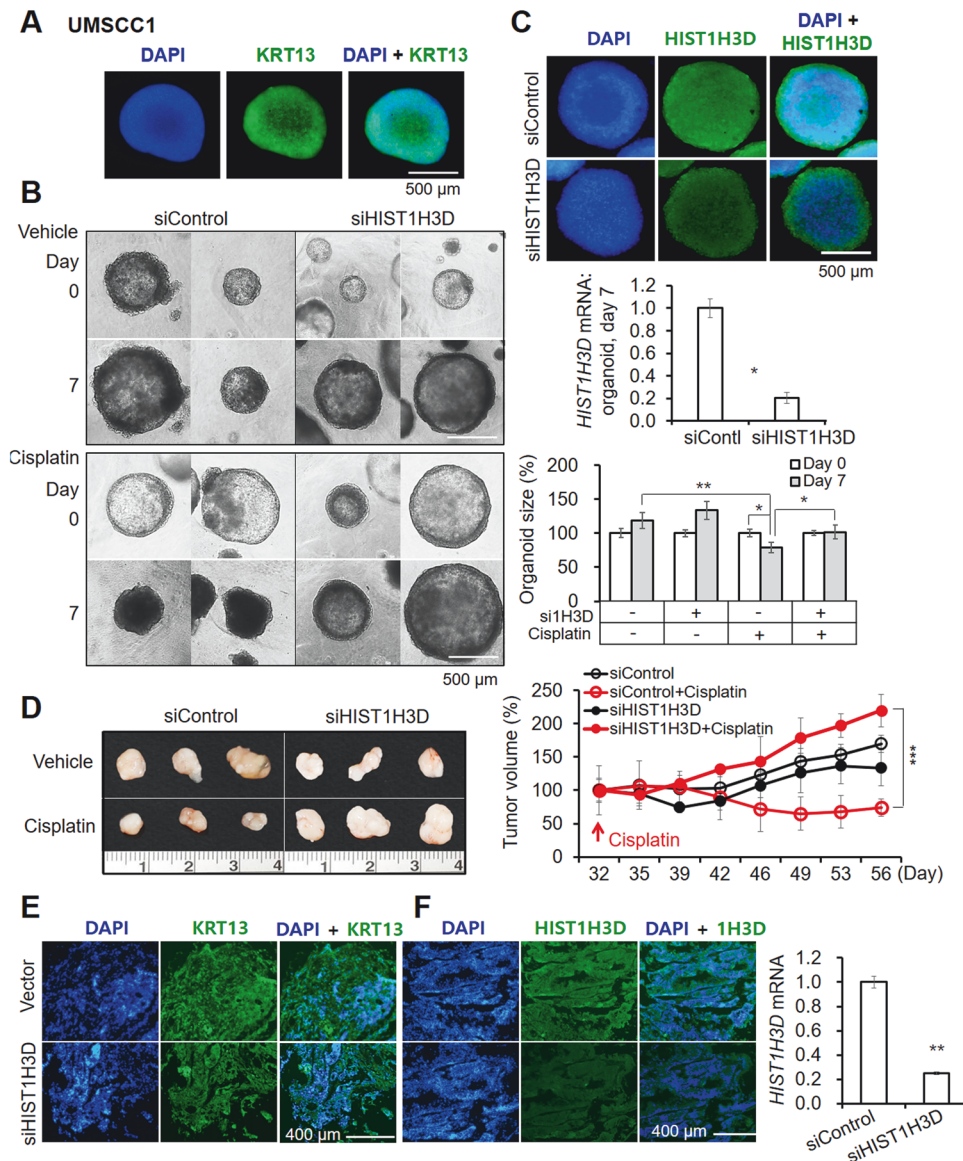 A UMSCC1
DAPI KRT13 DAPI + KRT13
500 µm
B
siControl siHIST1H3D
Vehicle
Day
0
7
Cisplatin
Day
0
7
500 µm
C
DAPI HIST1H3D DAPI +
HIST1H3D
siControl
siHIST1H3D
500 µm
HIST1H3D mRNA:
organoid, day 7
1.2
1.0
0.8
0.6
0.4
0.2
0.0
*
siContl siHIST1H3D
Organoid size (%)
200
150
100
50
0
Day 0
Day 7
** * *
si1H3D - + - +
Cisplatin - - + +
D
siControl siHIST1H3D
Vehicle
Cisplatin
1 2 3 4 1 2 3 4
Tumor volume (%)
250
200
150
100
50
0
siControl
siControl+Cisplatin
siHIST1H3D
siHIST1H3D+Cisplatin
***
Cisplatin
32 35 39 42 46 49 53 56 (Day)
E
DAPI KRT13 DAPI + KRT13
Vector
siHIST1H3D
400 µm
F
DAPI HIST1H3D DAPI + 1H3D
400 µm
HIST1H3D mRNA
1.2
1.0
0.8
0.6
0.4
0.2
0
**
siControl
siHIST1H3D